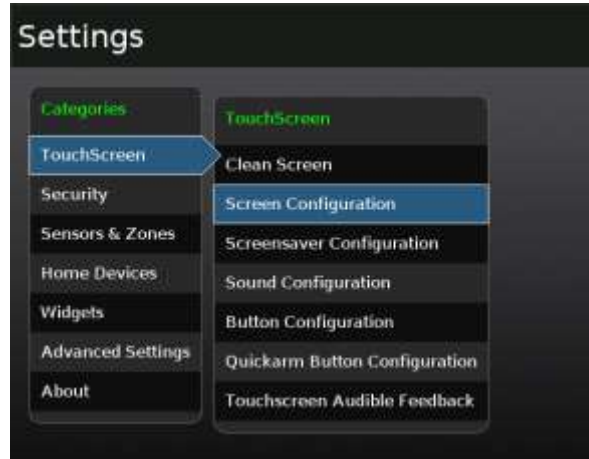 Settings
Categories
TouchScreen
Security
Sensors & Zones
Home Devices
Widgets
Advanced Settings
About
TouchScreen
Clean Screen
Screen Configuration
Screensaver Configuration
Sound Configuration
Button Configuration
Quickarm Button Configuration
Touchscreen Audible Feedback